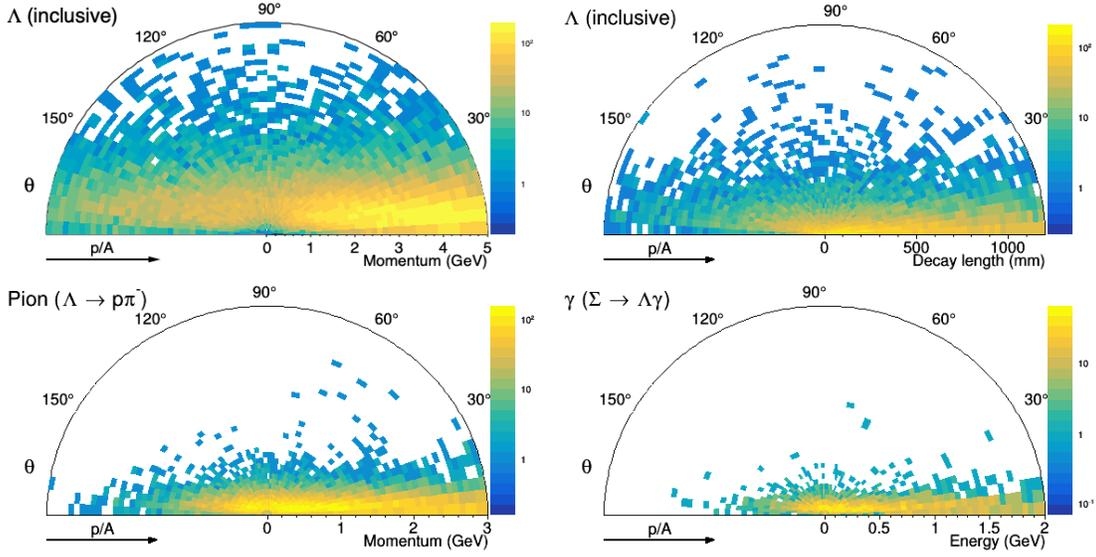 Λ (inclusive)
90°
120°
60°
150°
30°
θ
10²
10
1
0 1 2 3 4 5
p/A
Momentum (GeV)
Λ (inclusive)
90°
120°
60°
150°
30°
θ
10²
10
1
0 500 1000
p/A
Decay length (mm)
Pion (Λ → pπ⁻)
90°
120°
60°
150°
30°
θ
10²
10
1
0 1 2 3
p/A
Momentum (GeV)
γ (Σ → Λγ)
90°
120°
60°
150°
30°
θ
10
1
10⁻¹
0 0.5 1 1.5 2
p/A
Energy (GeV)